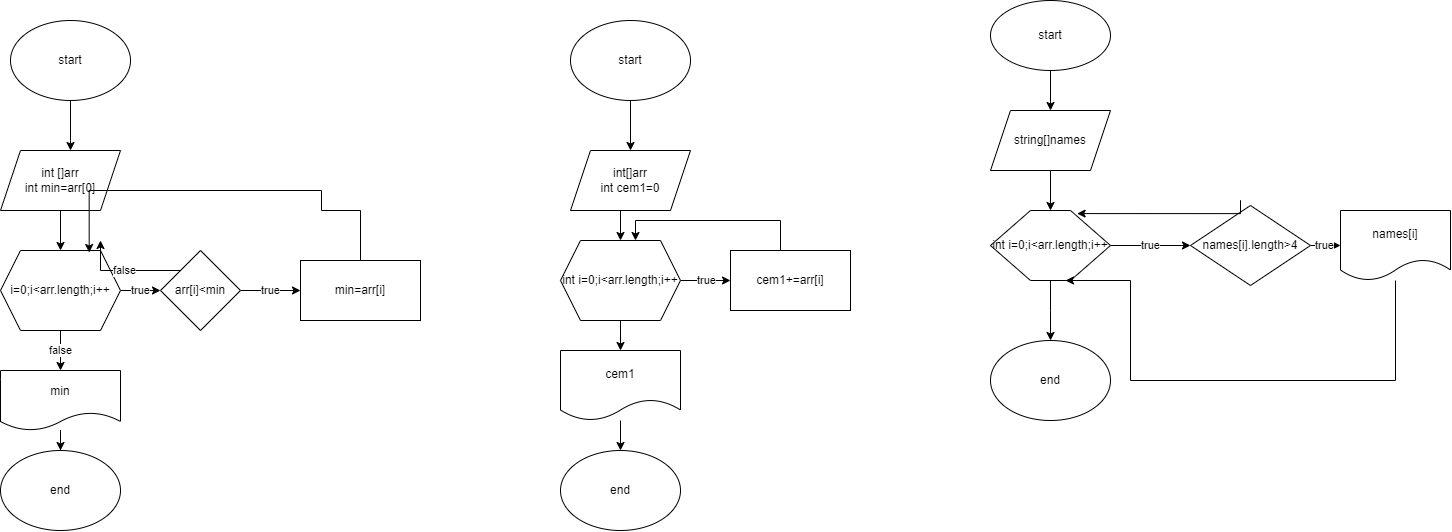 start
int []arr
int min=arr[0]
i=0;i<arr.length;i++
false
true
arr[i]<min
true
min=arr[i]
false
min
end
start
int[]arr
int cem1=0
int i=0;i<arr.length;i++
true
cem1+=arr[i]
cem1
end
start
string[]names
int i=0;i<arr.length;i++
true
names[i].length>4
true
names[i]
end